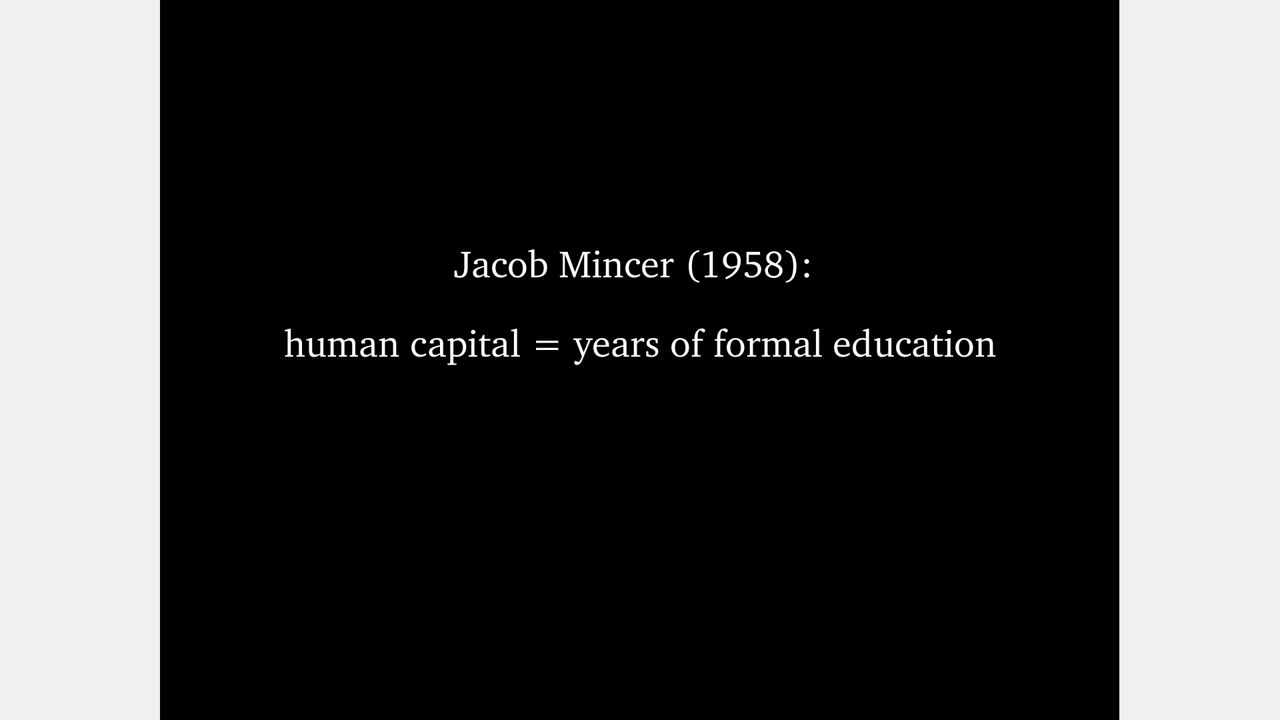 Jacob Mincer (1958):
human capital = years of formal education